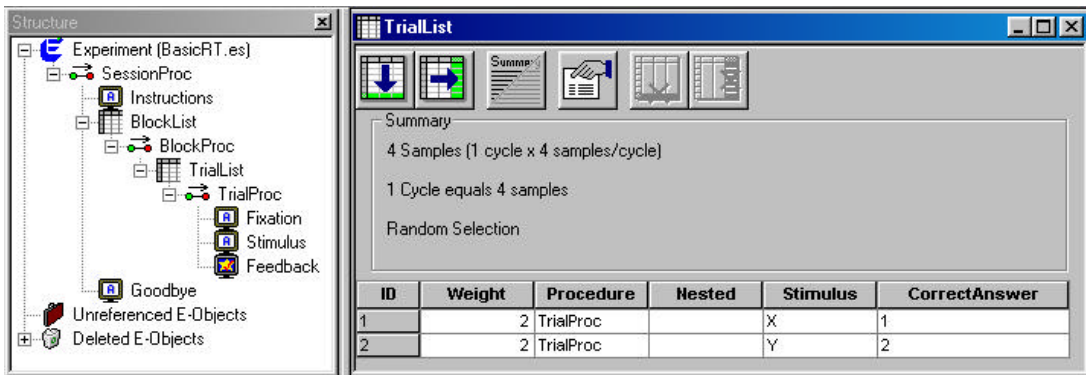 Structure
Experiment (BasicRT.es)
SessionProc
Instructions
BlockList
BlockProc
TrialList
TrialProc
Fixation
Stimulus
Feedback
Goodbye
Unreferenced E-Objects
Deleted E-Objects
TrialList
Summary
Summary
4 Samples (1 cycle x 4 samples/cycle)
1 Cycle equals 4 samples
Random Selection
ID Weight Procedure Nested Stimulus CorrectAnswer
1 2 TrialProc X 1
2 2 TrialProc Y 2